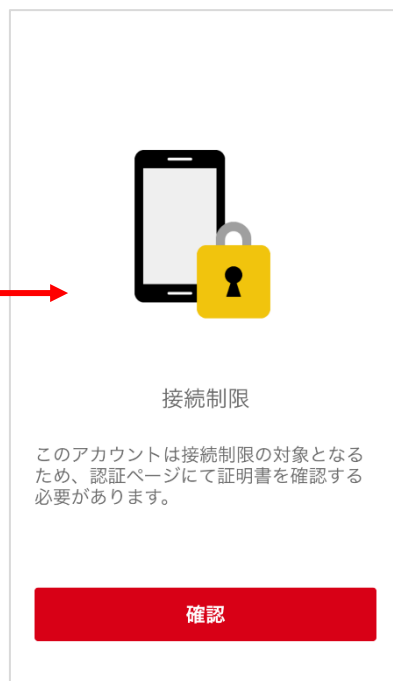 接続制限
このアカウントは接続制限の対象となる
ため、認証ページにて証明書を確認する
必要があります。
確認